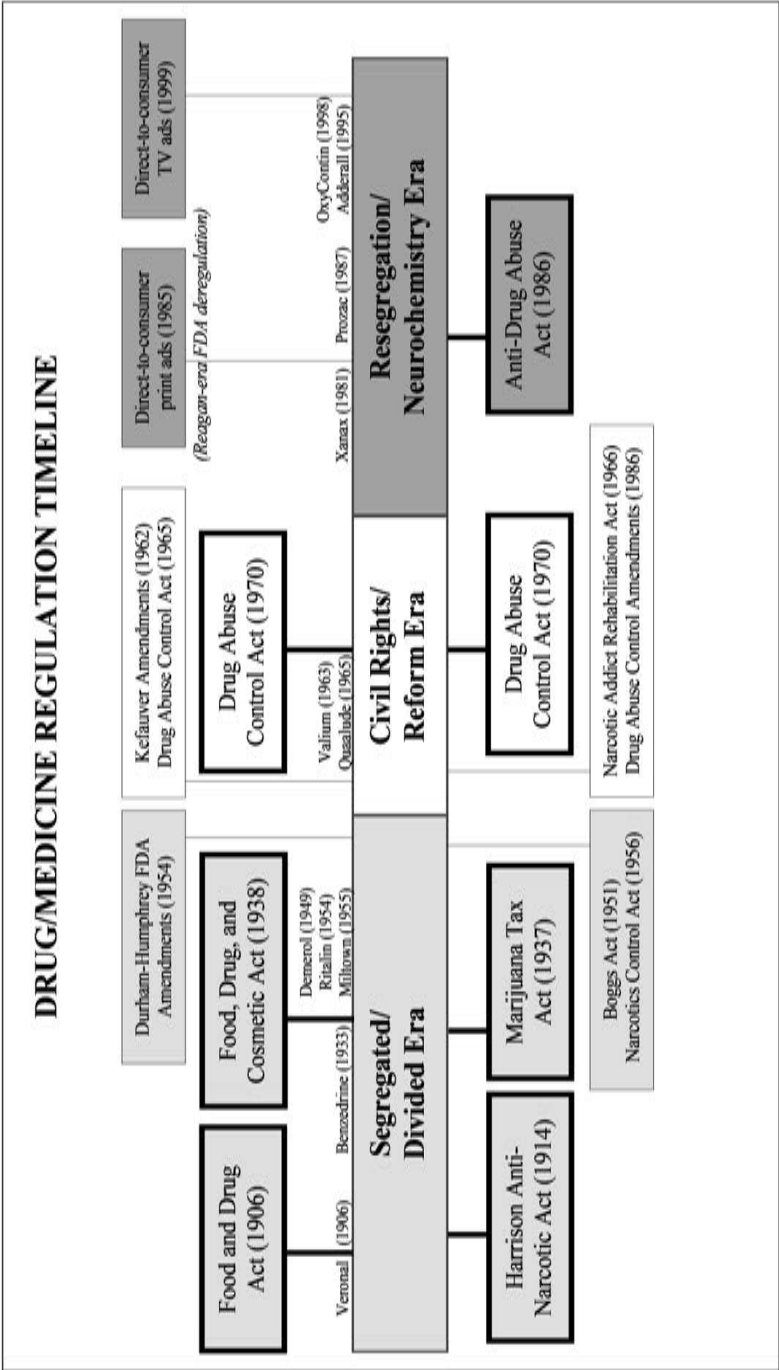 DRUG/MEDICINE REGULATION TIMELINE
Durham-Humphrey FDA
Amendments (1954)
Kefauver Amendments (1962)
Drug Abuse Control Act (1965)
Direct-to-consumer
print ads (1985)
Direct-to-consumer
TV ads (1999)
(Reagan-era FDA deregulation)
Food and Drug
Act (1906)
Food, Drug, and
Cosmetic Act (1938)
Drug Abuse
Control Act (1970)
Veronal (1906)
Benzedrine (1933)
Demerol (1949)
Ritalin (1954)
Miltown (1955)
Valium (1963)
Quaalude (1965)
Xanax (1981)
Prozac (1987)
OxyContin (1998)
Adderall (1995)
Segregated/
Divided Era
Civil Rights/
Reform Era
Resegregation/
Neurochemistry Era
Harrison Anti-
Narcotic Act (1914)
Marijuana Tax
Act (1937)
Drug Abuse
Control Act (1970)
Anti-Drug Abuse
Act (1986)
Boggs Act (1951)
Narcotics Control Act (1956)
Narcotic Addict Rehabilitation Act (1966)
Drug Abuse Control Amendments (1986)